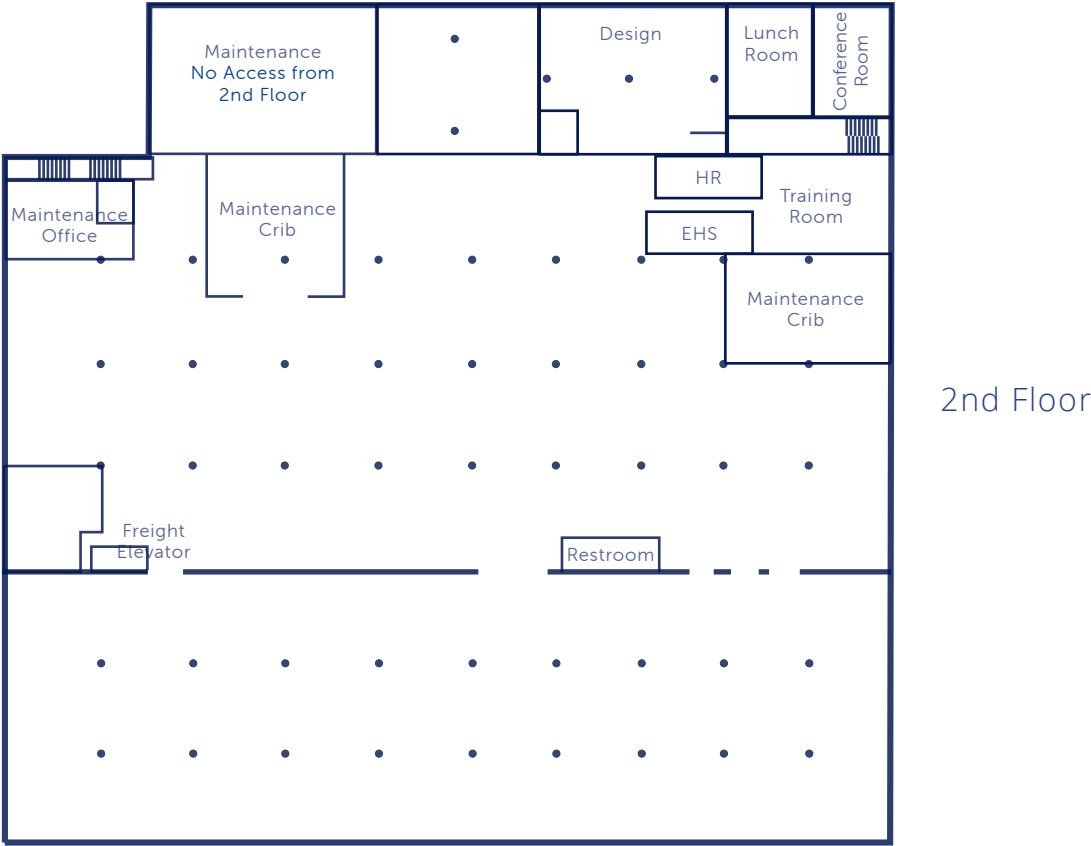 Maintenance
No Access from
2nd Floor
Design
Lunch
Room
Conference
Room
HR
Training
Room
Maintenance
Office
Maintenance
Crib
EHS
Maintenance
Crib
2nd Floor
Freight
Elevator
Restroom